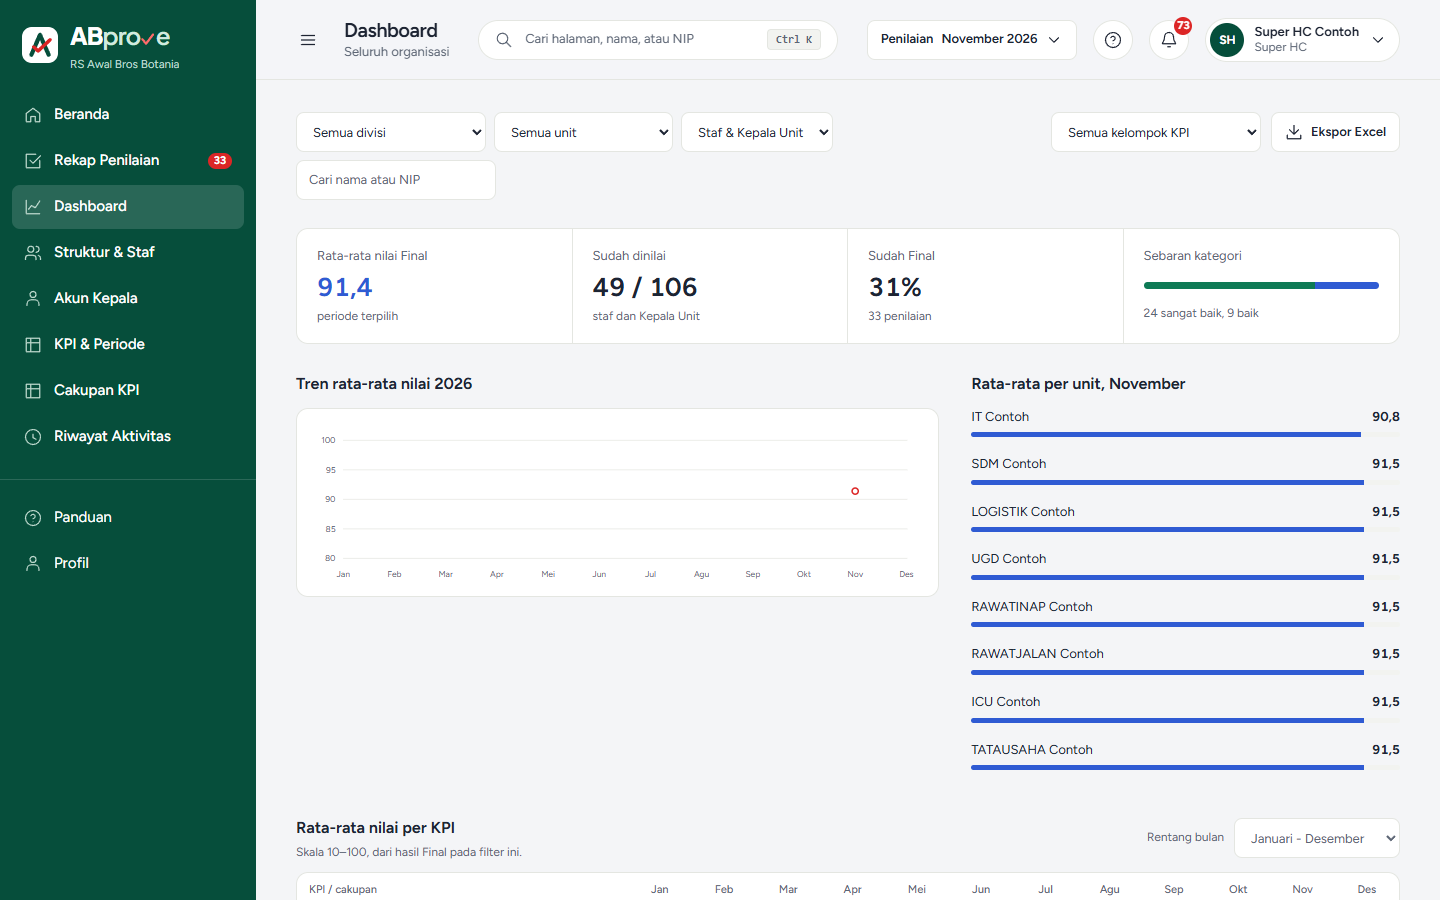 ABprove
RS Awal Bros Botania
Beranda
Rekap Penilaian 33
Dashboard
Struktur & Staf
Akun Kepala
KPI & Periode
Cakupan KPI
Riwayat Aktivitas
Panduan
Profil
Dashboard
Seluruh organisasi
Cari halaman, nama, atau NIP Ctrl K
Penilaian November 2026
73
SH
Super HC Contoh
Super HC
Semua divisi
Semua unit
Staf & Kepala Unit
Semua kelompok KPI
Ekspor Excel
Cari nama atau NIP
Rata-rata nilai Final
91,4
periode terpilih
Sudah dinilai
49 / 106
staf dan Kepala Unit
Sudah Final
31%
33 penilaian
Sebaran kategori
24 sangat baik, 9 baik
Tren rata-rata nilai 2026
100
95
90
85
80
Jan Feb Mar Apr Mei Jun Jul Agu Sep Okt Nov Des
Rata-rata per unit, November
IT Contoh 90,8
SDM Contoh 91,5
LOGISTIK Contoh 91,5
UGD Contoh 91,5
RAWATINAP Contoh 91,5
RAWATJALAN Contoh 91,5
ICU Contoh 91,5
TATAUSAHA Contoh 91,5
Rata-rata nilai per KPI
Skala 10–100, dari hasil Final pada filter ini.
Rentang bulan Januari - Desember
KPI / cakupan Jan Feb Mar Apr Mei Jun Jul Agu Sep Okt Nov Des